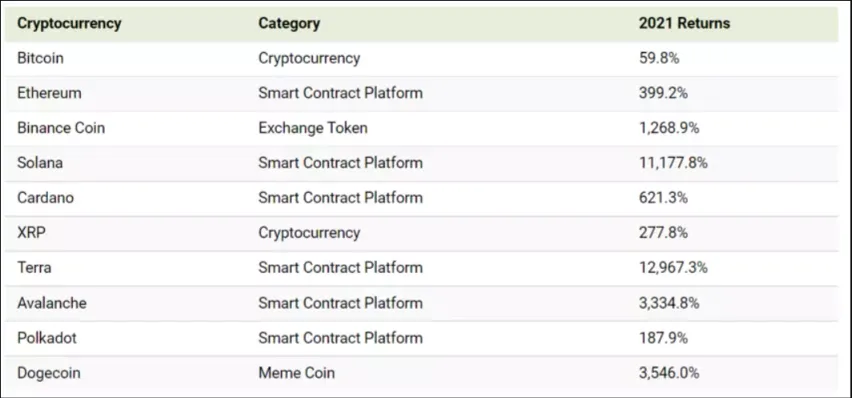 Cryptocurrency Category 2021 Returns
Bitcoin Cryptocurrency 59.8%
Ethereum Smart Contract Platform 399.2%
Binance Coin Exchange Token 1,268.9%
Solana Smart Contract Platform 11,177.8%
Cardano Smart Contract Platform 621.3%
XRP Cryptocurrency 277.8%
Terra Smart Contract Platform 12,967.3%
Avalanche Smart Contract Platform 3,334.8%
Polkadot Smart Contract Platform 187.9%
Dogecoin Meme Coin 3,546.0%